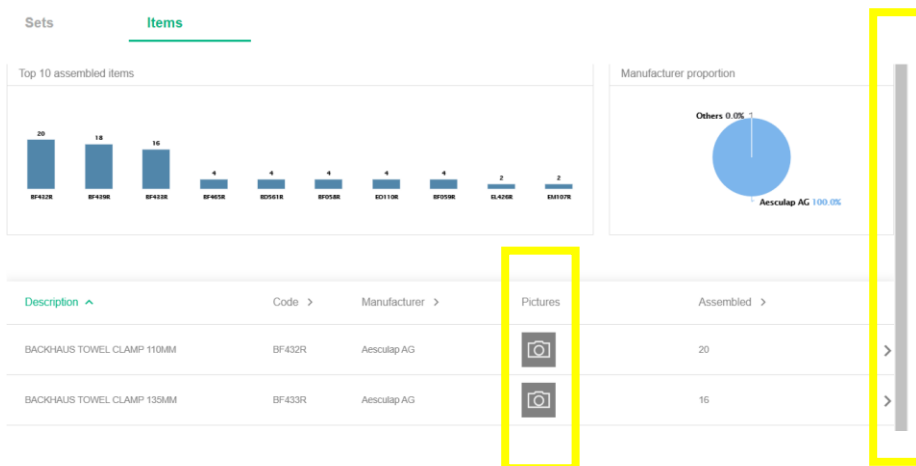 Sets Items
Top 10 assembled items
Manufacturer proportion
20 18 16 4 4 4 4 4 2 2
BF432R BF439R BF433R BF465R BD561R BF058R EO110R BF059R EL426R EM107R
Others 0.0%
Aesculap AG 100.0%
Description Code > Manufacturer > Pictures Assembled >
BACKHAUS TOWEL CLAMP 110MM BF432R Aesculap AG 20 >
BACKHAUS TOWEL CLAMP 135MM BF433R Aesculap AG 16 >